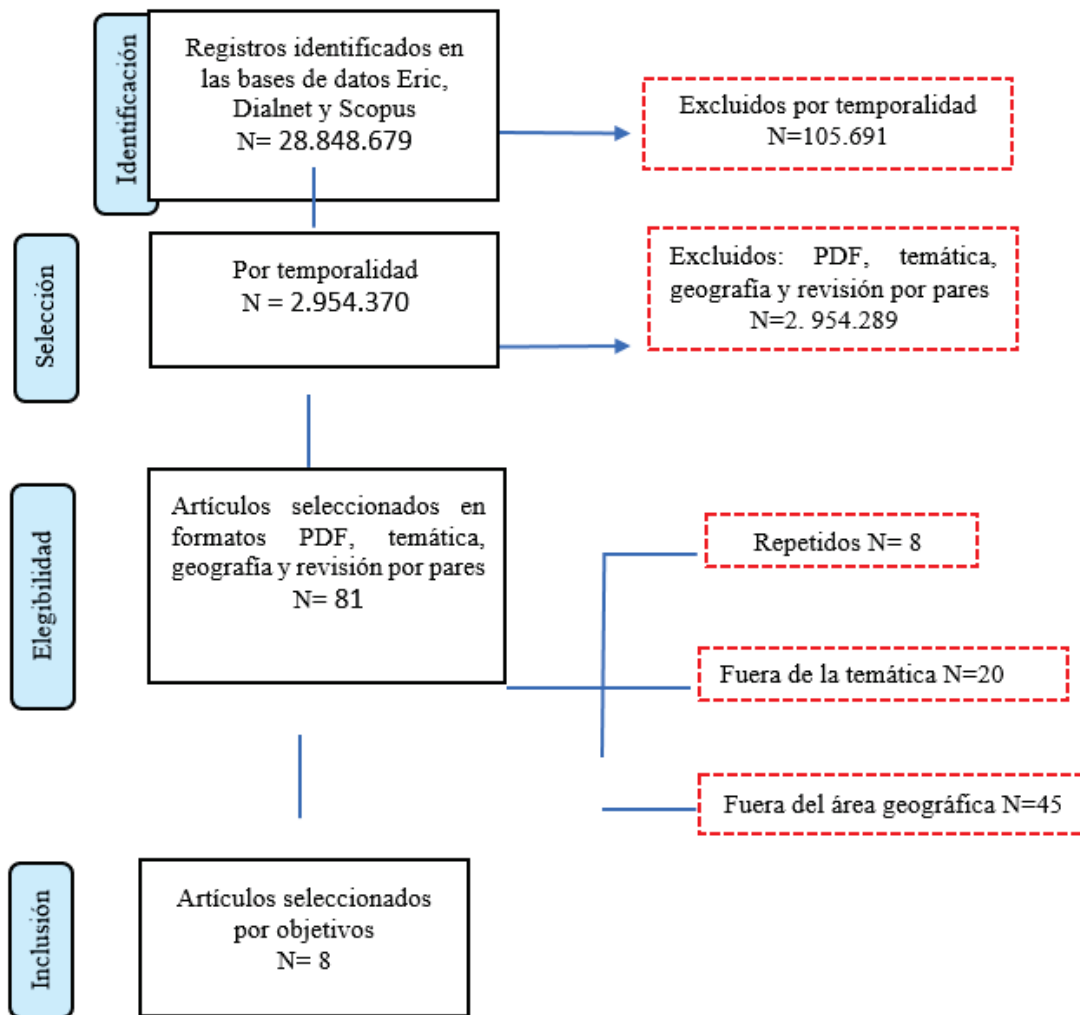 Identificación
Registros identificados en
las bases de datos Eric,
Dialnet y Scopus
N= 28.848.679
Excluidos por temporalidad
N=105.691
Selección
Por temporalidad
N = 2.954.370
Excluidos: PDF, temática,
geografía y revisión por pares
N=2. 954.289
Elegibilidad
Artículos seleccionados en
formatos PDF, temática,
geografía y revisión por pares
N= 81
Repetidos N= 8
Fuera de la temática N=20
Fuera del área geográfica N=45
Inclusión
Artículos seleccionados
por objetivos
N= 8